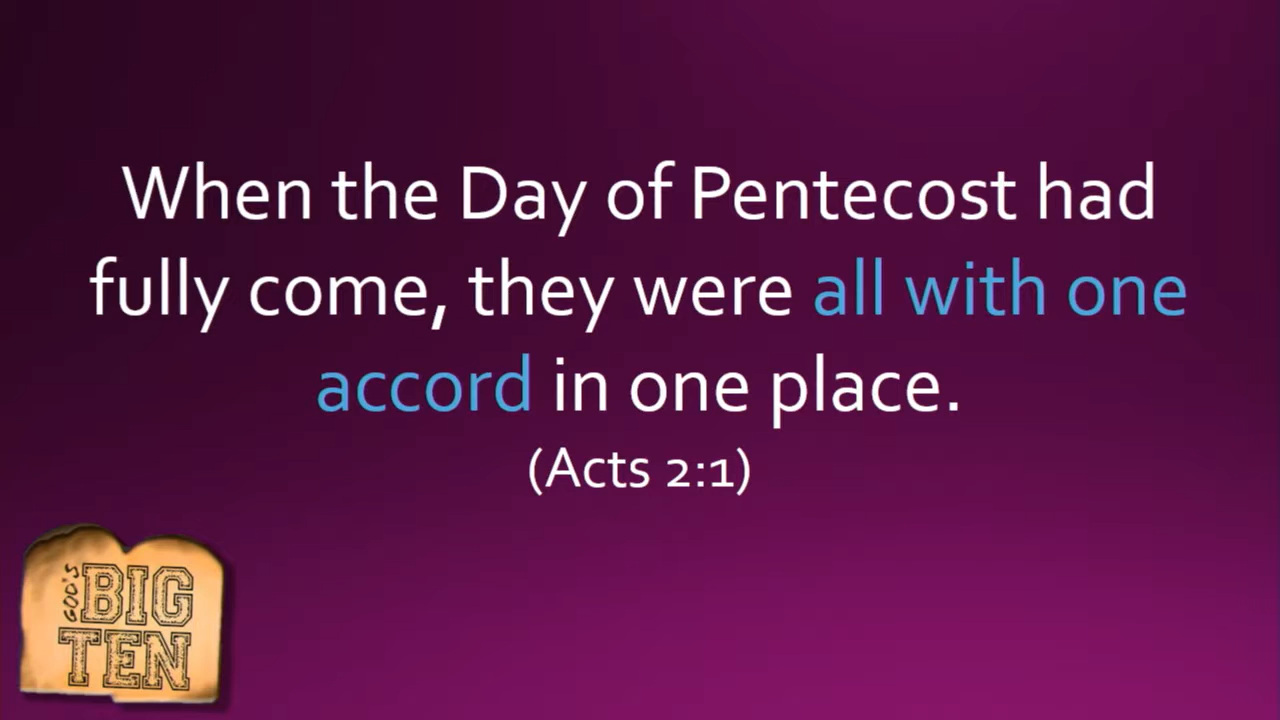 When the Day of Pentecost had
fully come, they were all with one
accord in one place.
(Acts 2:1)
GOD'S
BIG
TEN